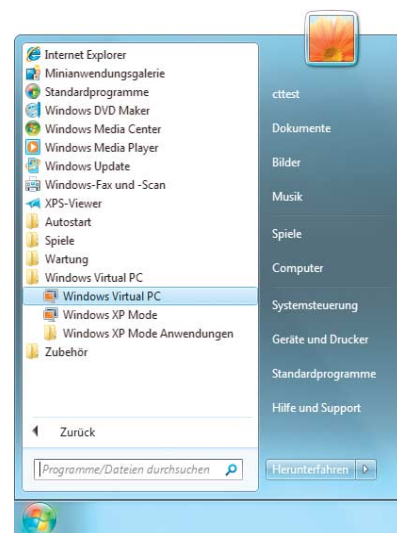 Internet Explorer
Minianwendungsgalerie
Standardprogramme
Windows DVD Maker
Windows Media Center
Windows Media Player
Windows Update
Windows-Fax und -Scan
XPS-Viewer
Autostart
Spiele
Wartung
Windows Virtual PC
Windows Virtual PC
Windows XP Mode
Windows XP Mode Anwendungen
Zubehör
Zurück
Programme/Dateien durchsuchen
cttest
Dokumente
Bilder
Musik
Spiele
Computer
Systemsteuerung
Geräte und Drucker
Standardprogramme
Hilfe und Support
Herunterfahren